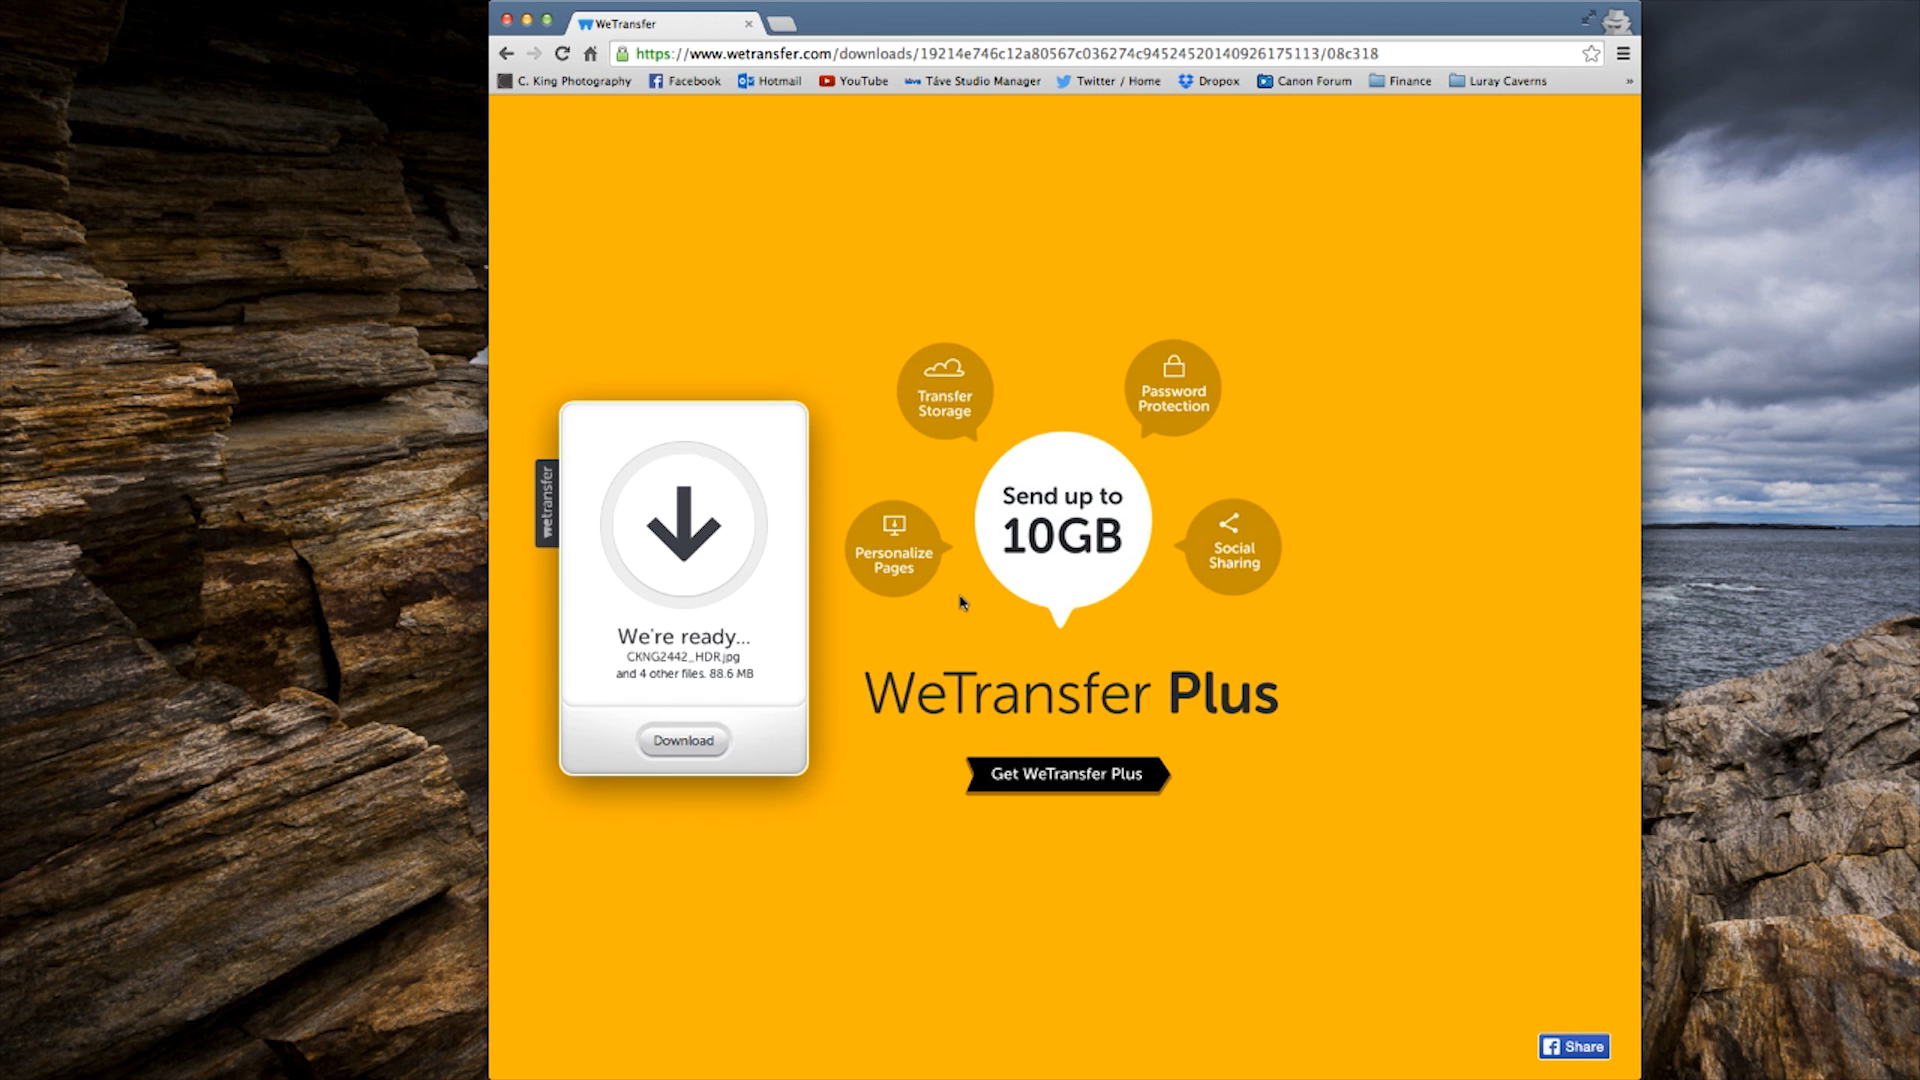 WeTransfer
https://www.wetransfer.com/downloads/19214e746c12a80567c036274c94524520140926175113/08c318
C. King Photography
Facebook
Hotmail
YouTube
Táve Studio Manager
Twitter / Home
Dropox
Canon Forum
Finance
Luray Caverns
»
Transfer
Storage
Password
Protection
wetransfer
Send up to
10GB
Personalize
Pages
Social
Sharing
We're ready...
CKNG2442_HDR.jpg
and 4 other files. 88.6 MB
Download
WeTransfer Plus
Get WeTransfer Plus
Share